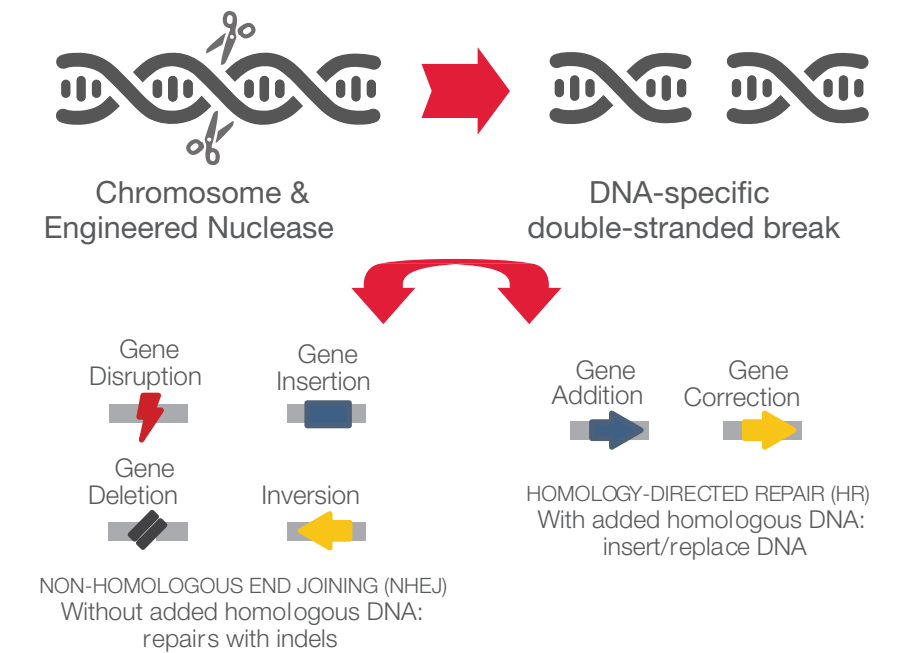 Chromosome &
Engineered Nuclease
DNA-specific
double-stranded break
Gene
Disruption
Gene
Insertion
Gene
Deletion
Inversion
NON-HOMOLOGOUS END JOINING (NHEJ)
Without added homologous DNA:
repairs with indels
Gene
Addition
Gene
Correction
HOMOLOGY-DIRECTED REPAIR (HR)
With added homologous DNA:
insert/replace DNA